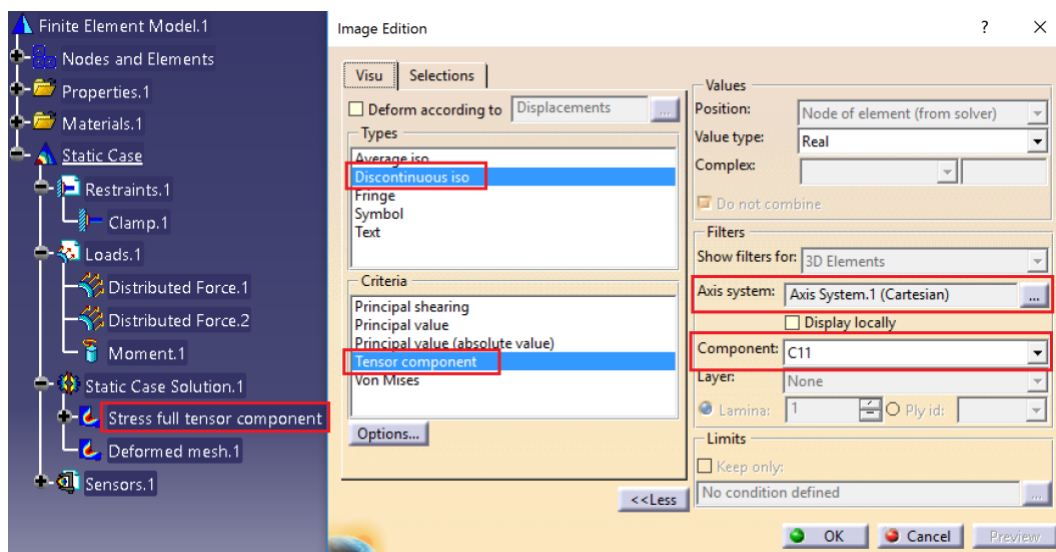 Finite Element Model.1
Nodes and Elements
Properties.1
Materials.1
Static Case
Restraints.1
Clamp.1
Loads.1
Distributed Force.1
Distributed Force.2
Moment.1
Static Case Solution.1
Stress full tensor component
Deformed mesh.1
Sensors.1
Image Edition
?
Visu
Selections
Deform according to
Displacements
...
Types
Average iso
Discontinuous iso
Fringe
Symbol
Text
Criteria
Principal shearing
Principal value
Principal value (absolute value)
Tensor component
Von Mises
Options...
<<Less
Values
Position:
Node of element (from solver)
Value type:
Real
Complex:
Do not combine
Filters
Show filters for:
3D Elements
Axis system:
Axis System.1 (Cartesian)
...
Display locally
Component:
C11
Layer:
None
Lamina:
1
Ply id:
Limits
Keep only:
No condition defined
...
OK
Cancel
Preview